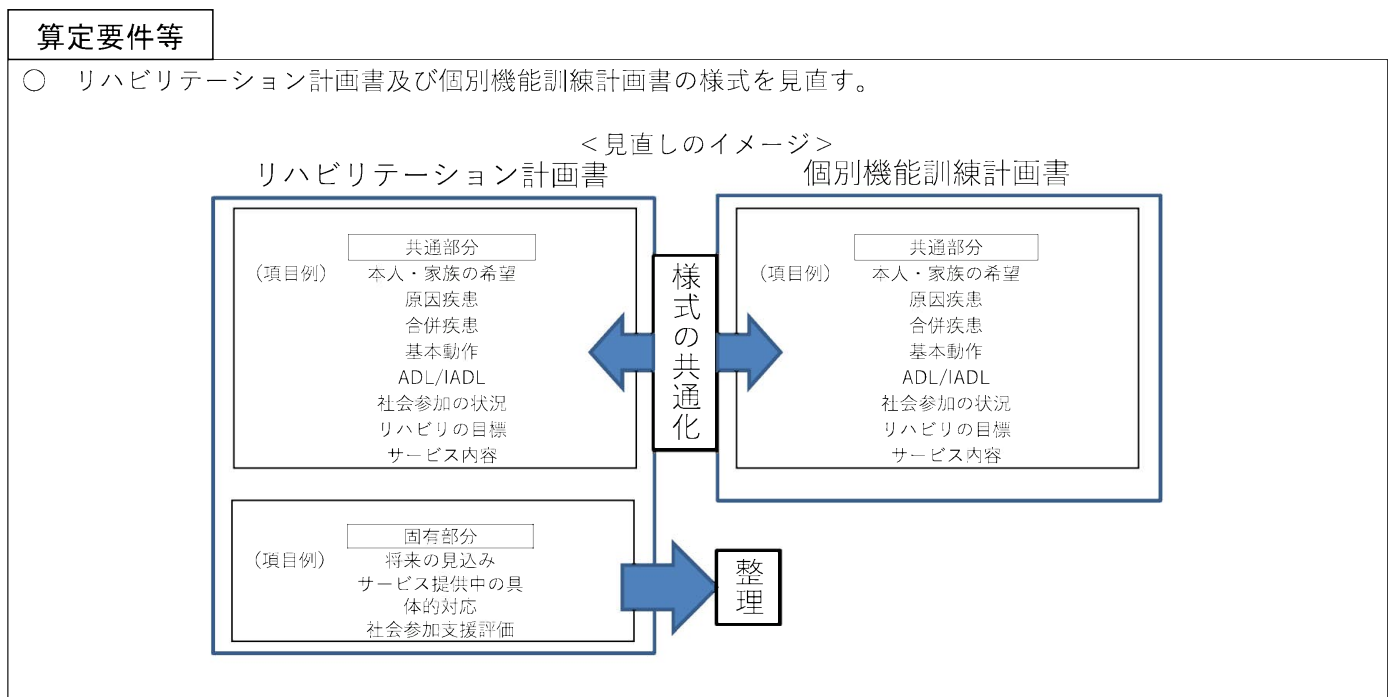 算定要件等
○ リハビリテーション計画書及び個別機能訓練計画書の様式を見直す。
＜見直しのイメージ＞
リハビリテーション計画書
共通部分
（項目例） 本人・家族の希望
原因疾患
合併疾患
基本動作
ADL/IADL
社会参加の状況
リハビリの目標
サービス内容
固有部分
（項目例） 将来の見込み
サービス提供中の具
体的対応
社会参加支援評価
様式の共通化
整理
個別機能訓練計画書
共通部分
（項目例） 本人・家族の希望
原因疾患
合併疾患
基本動作
ADL/IADL
社会参加の状況
リハビリの目標
サービス内容